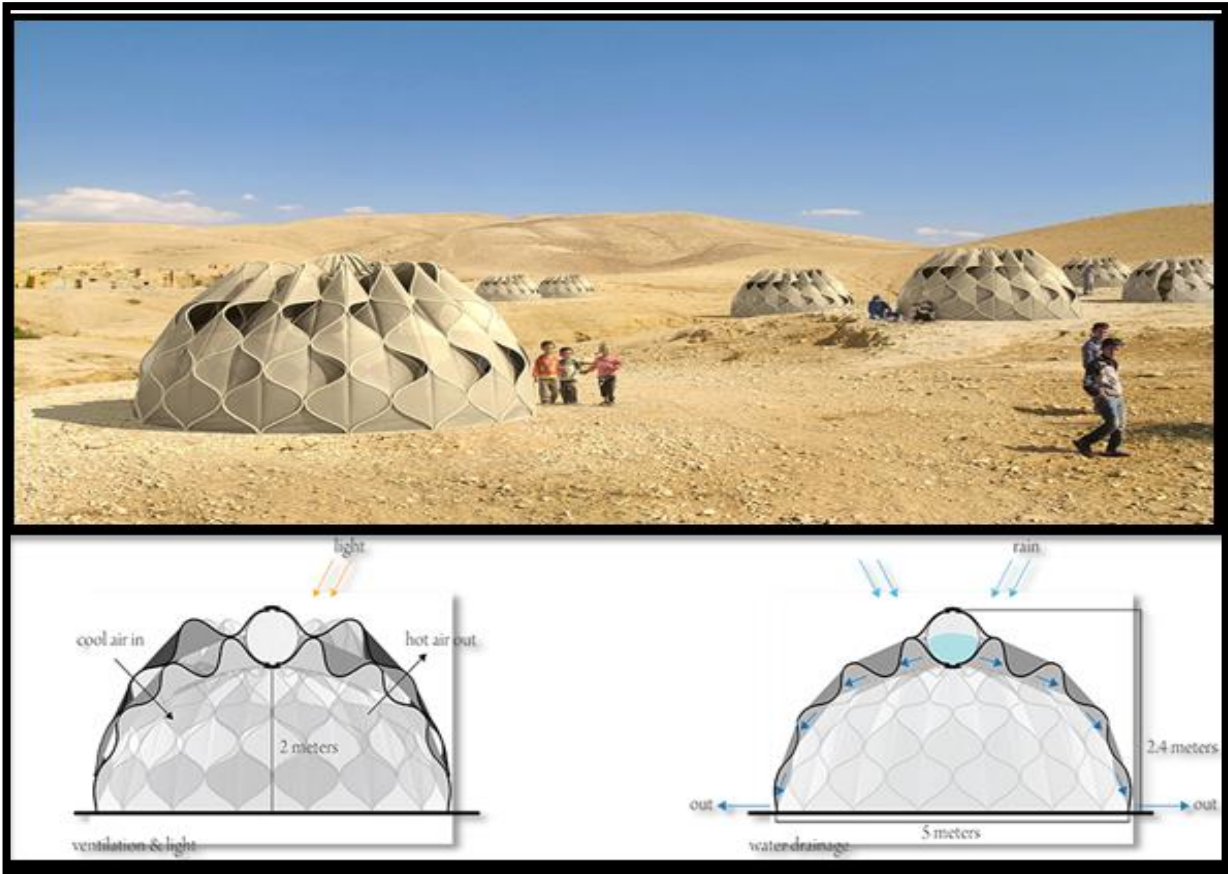 light
cool air in
hot air out
2 meters
ventilation & light
rain
2.4 meters
out
out
5 meters
water drainage